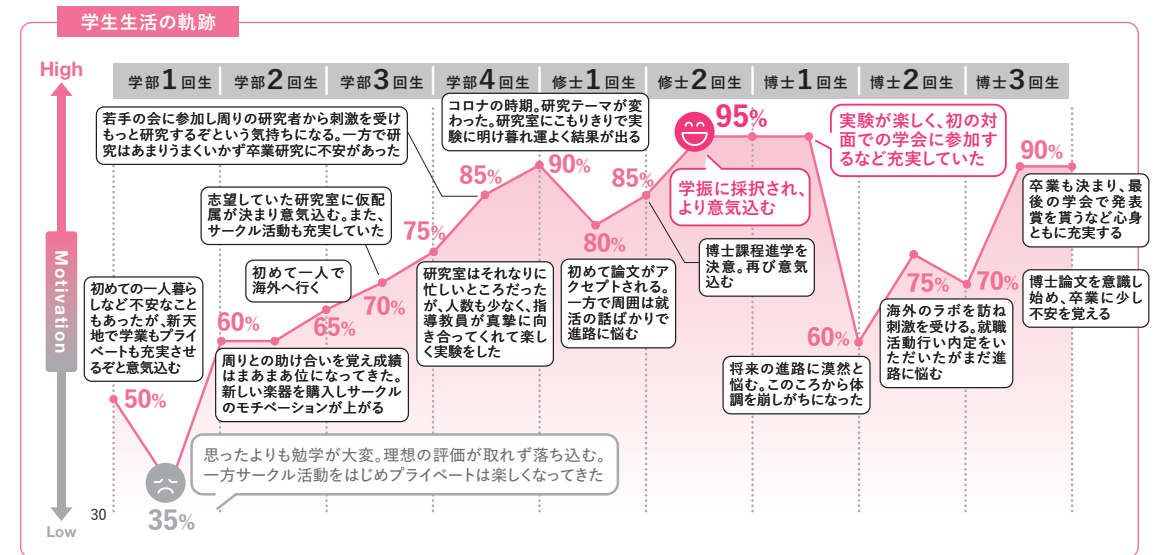 学生生活の軌跡
High
学部1回生
学部2回生
学部3回生
学部4回生
修士1回生
修士2回生
博士1回生
博士2回生
博士3回生
Motivation
Low
30
初めての一人暮ら
しなど不安なこと
もあったが、新天
地で学業もプライ
ベートも充実させ
るぞと意気込む
50%
35%
思ったよりも勉学が大変。理想の評価が取れず落ち込む。
一方サークル活動をはじめプライベートは楽しくなってきた
60%
周りとの助け合いを覚え成績
はまあまあ位になってきた。
新しい楽器を購入しサークル
のモチベーションが上がる
初めて一人で
海外へ行く
65%
志望していた研究室に仮配
属が決まり意気込む。また、
サークル活動も充実していた
70%
75%
研究室はそれなりに
忙しいところだった
が、人数も少なく、指
導教員が真摯に向
き合ってくれて楽し
く実験をした
若手の会に参加し周りの研究者から刺激を受け
もっと研究するぞという気持ちになる。一方で研
究はあまりうまくいかず卒業研究に不安があった
85%
コロナの時期。研究テーマが変
わった。研究室にこもりきりで実
験に明け暮れ運よく結果が出る
90%
80%
初めて論文がア
クセプトされる。
一方で周囲は就
活の話ばかりで
進路に悩む
85%
博士課程進学を
決意。再び意気
込む
95%
学振に採択され、
より意気込む
実験が楽しく、初の対
面での学会に参加す
るなど充実していた
60%
将来の進路に漠然と
悩む。このころから体
調を崩しがちになった
75%
海外のラボを訪ね
刺激を受ける。就職
活動行い内定をい
ただいたがまだ進
路に悩む
70%
博士論文を意識し
始め、卒業に少し
不安を覚える
90%
卒業も決まり、最
後の学会で発表
賞を貰うなど心身
ともに充実する